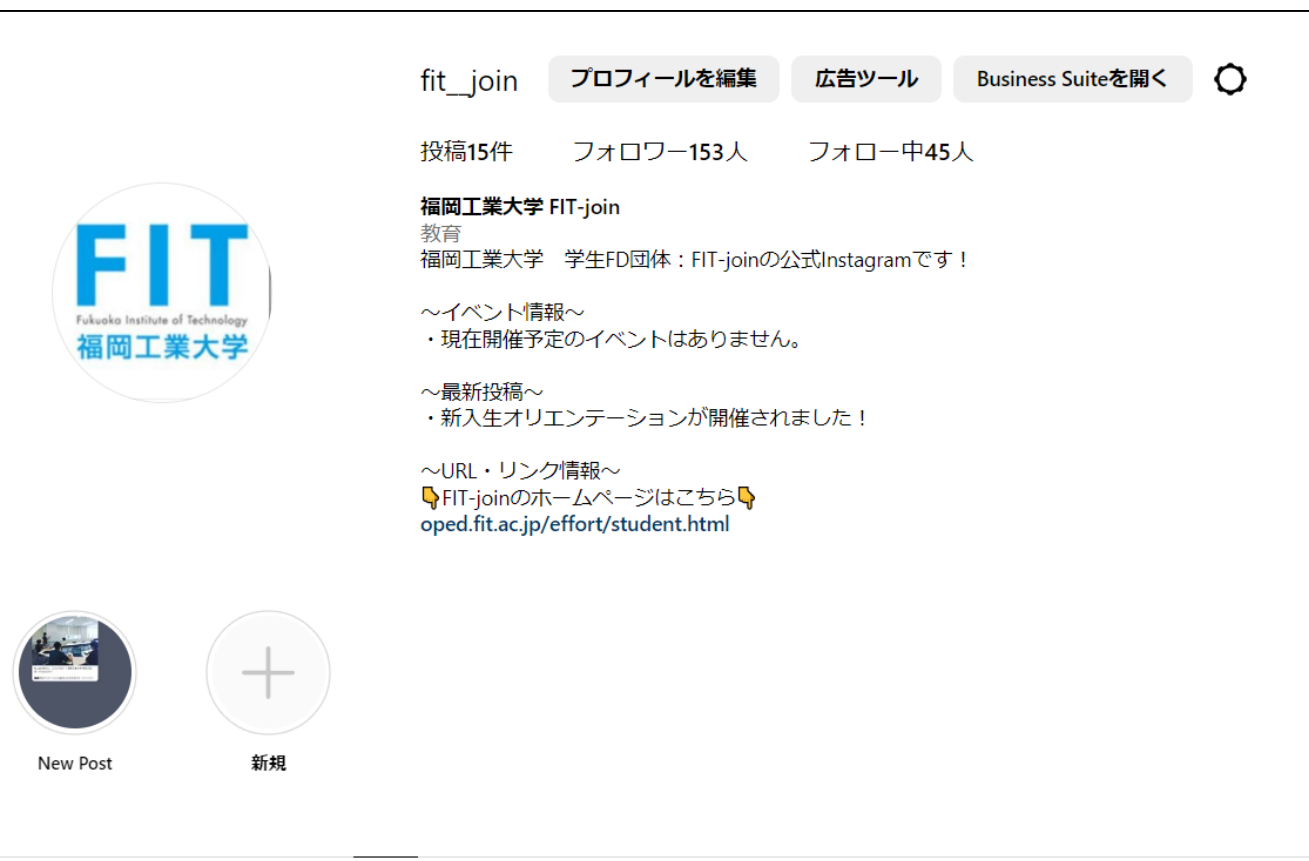 fit__join プロフィールを編集 広告ツール Business Suiteを開く
投稿15件 フォロワー153人 フォロー中45人
福岡工業大学 FIT-join
教育
福岡工業大学　学生FD団体：FIT-joinの公式Instagramです！
～イベント情報～
・現在開催予定のイベントはありません。
～最新投稿～
・新入生オリエンテーションが開催されました！
～URL・リンク情報～
👇FIT-joinのホームページはこちら👇
oped.fit.ac.jp/effort/student.html
FIT
Fukuoka Institute of Technology
福岡工業大学
New Post 新規